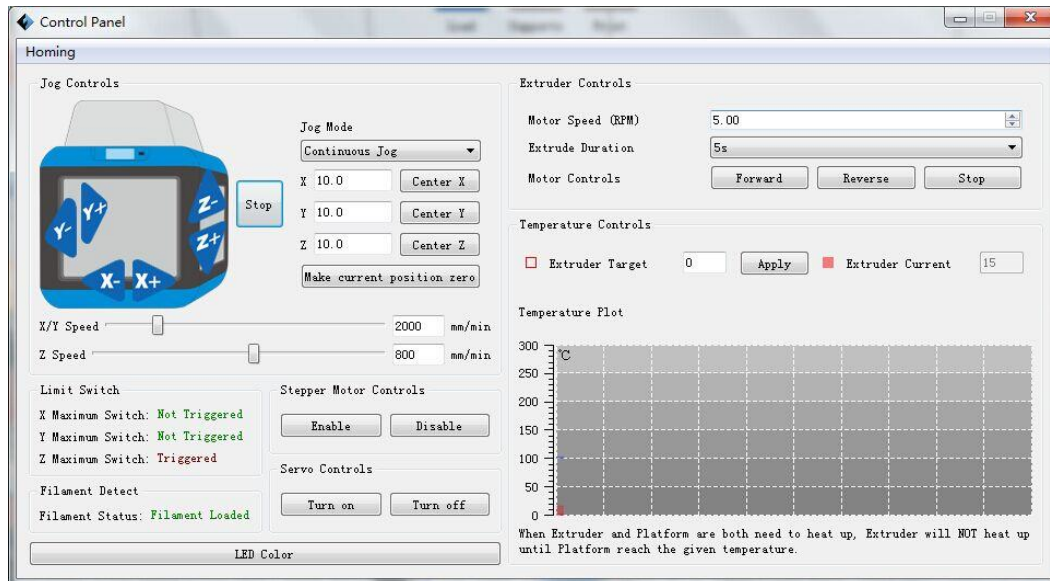 Control Panel
Homing
Jog Controls
Jog Mode
Continuous Jog
X 10.0 Center X
Y 10.0 Center Y
Z 10.0 Center Z
Make current position zero
Stop
Y- Y+
Z-
Z+
X- X+
X/Y Speed 2000 mm/min
Z Speed 800 mm/min
Limit Switch
X Maximum Switch: Not Triggered
Y Maximum Switch: Not Triggered
Z Maximum Switch: Triggered
Stepper Motor Controls
Enable Disable
Filament Detect
Filament Status: Filament Loaded
Servo Controls
Turn on Turn off
LED Color
Extruder Controls
Motor Speed (RPM) 5.00
Extrude Duration 5s
Motor Controls Forward Reverse Stop
Temperature Controls
Extruder Target 0 Apply Extruder Current 15
Temperature Plot
300
°C
250
200
150
100
50
0
When Extruder and Platform are both need to heat up, Extruder will NOT heat up
until Platform reach the given temperature.